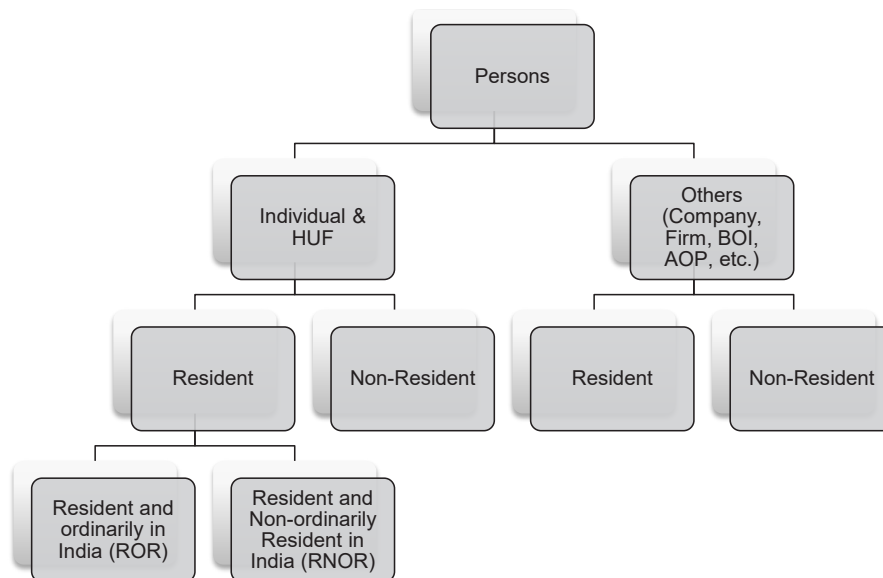 Persons
Individual &
HUF
Others
(Company,
Firm, BOI,
AOP, etc.)
Resident
Non-Resident
Resident
Non-Resident
Resident and
ordinarily in
India (ROR)
Resident and
Non-ordinarily
Resident in
India (RNOR)